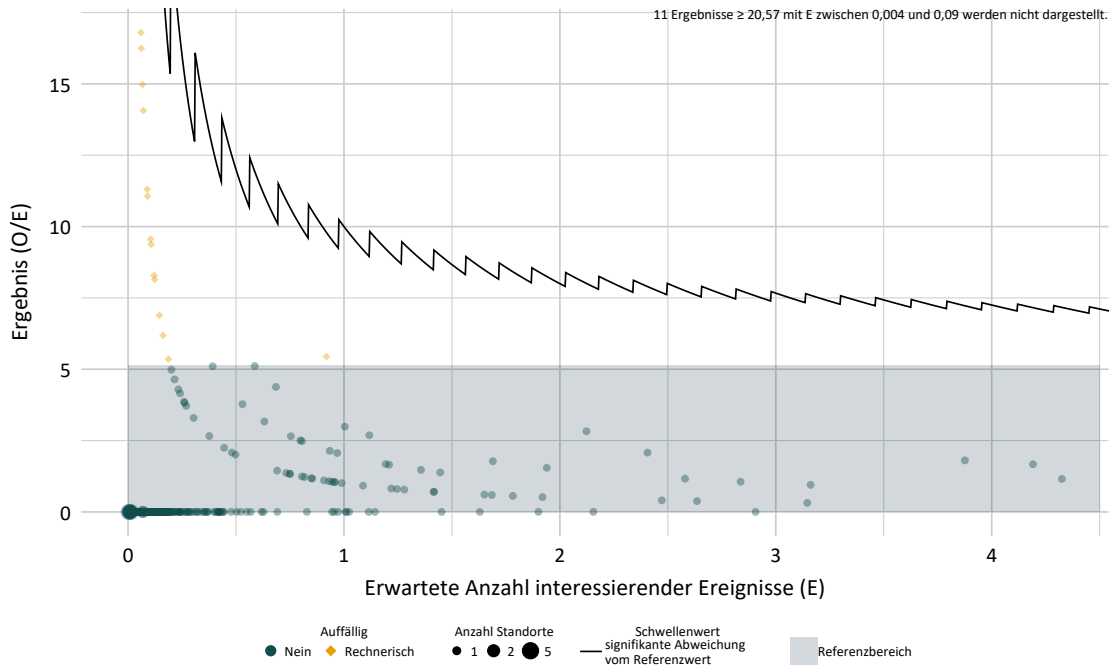 11 Ergebnisse ≥ 20,57 mit E zwischen 0,004 und 0,09 werden nicht dargestellt.
15
10
5
0
Ergebnis (O/E)
0 1 2 3 4
Erwartete Anzahl interessierender Ereignisse (E)
Auffällig
Nein Rechnerisch
Anzahl Standorte
1 2 5
Schwellenwert
signifikante Abweichung
vom Referenzwert
Referenzbereich